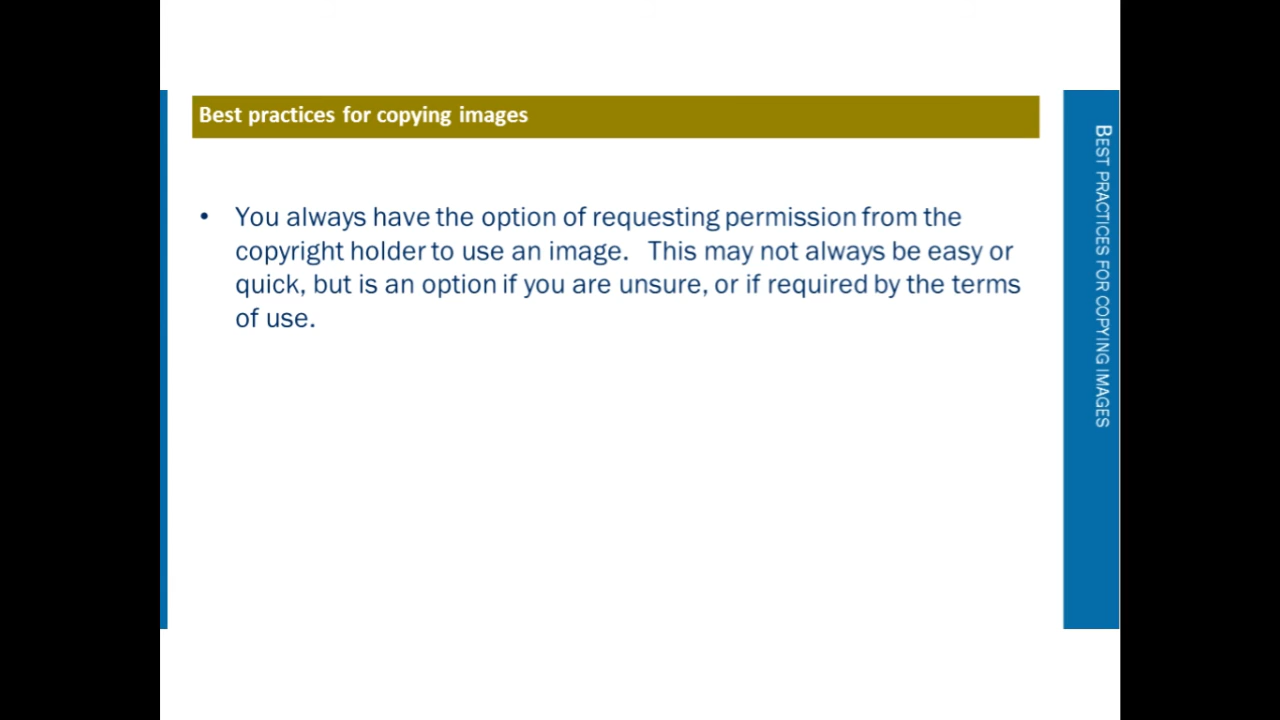 Best practices for copying images
• You always have the option of requesting permission from the
copyright holder to use an image.   This may not always be easy or
quick, but is an option if you are unsure, or if required by the terms
of use.
BEST PRACTICES FOR COPYING IMAGES